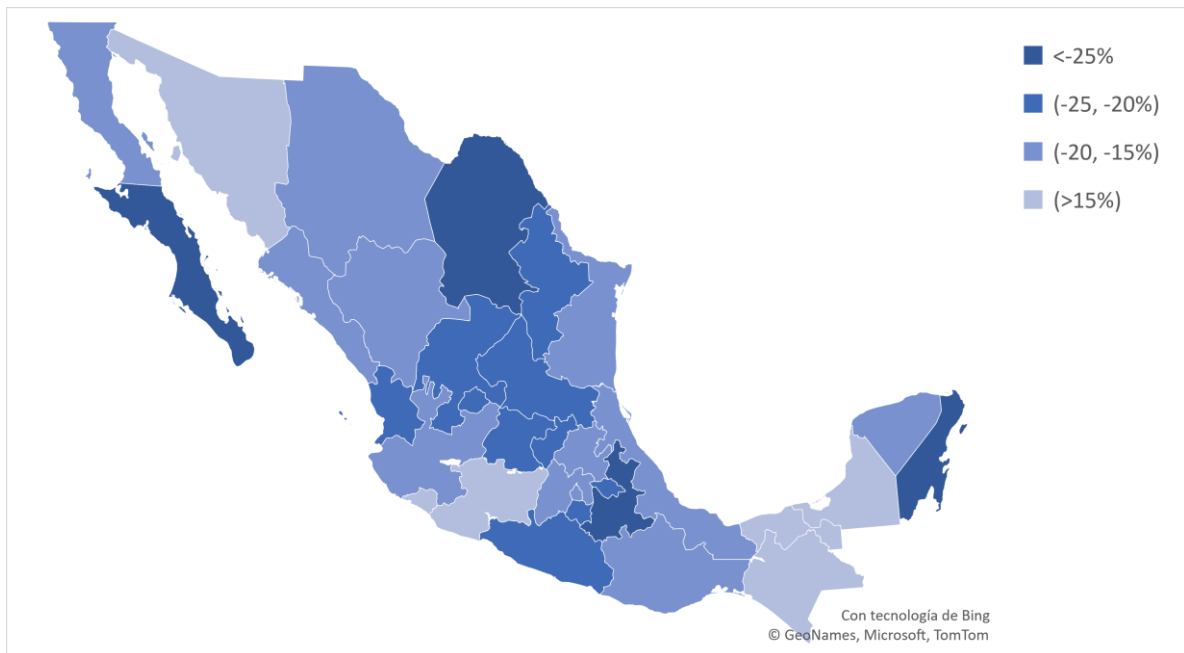 <-25%
(-25, -20%)
(-20, -15%)
(>15%)
Con tecnología de Bing
© GeoNames, Microsoft, TomTom